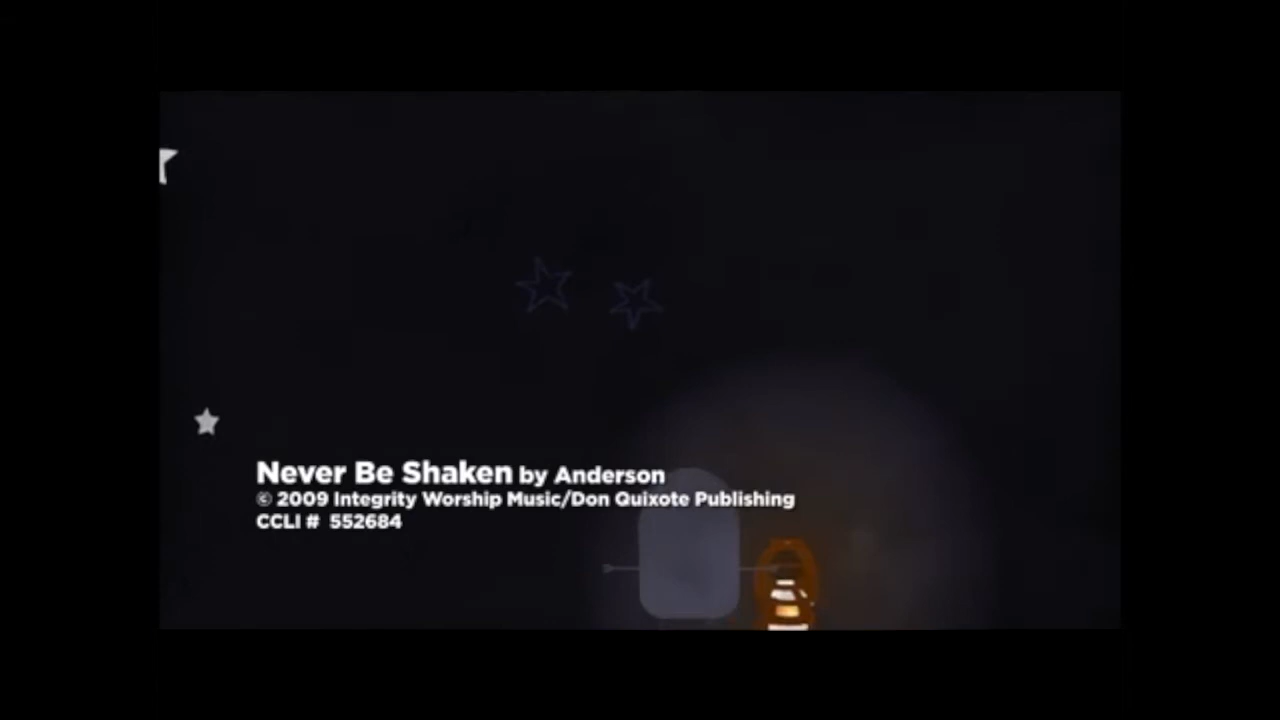 Never Be Shaken by Anderson
© 2009 Integrity Worship Music/Don Quixote Publishing
CCLI # 552684